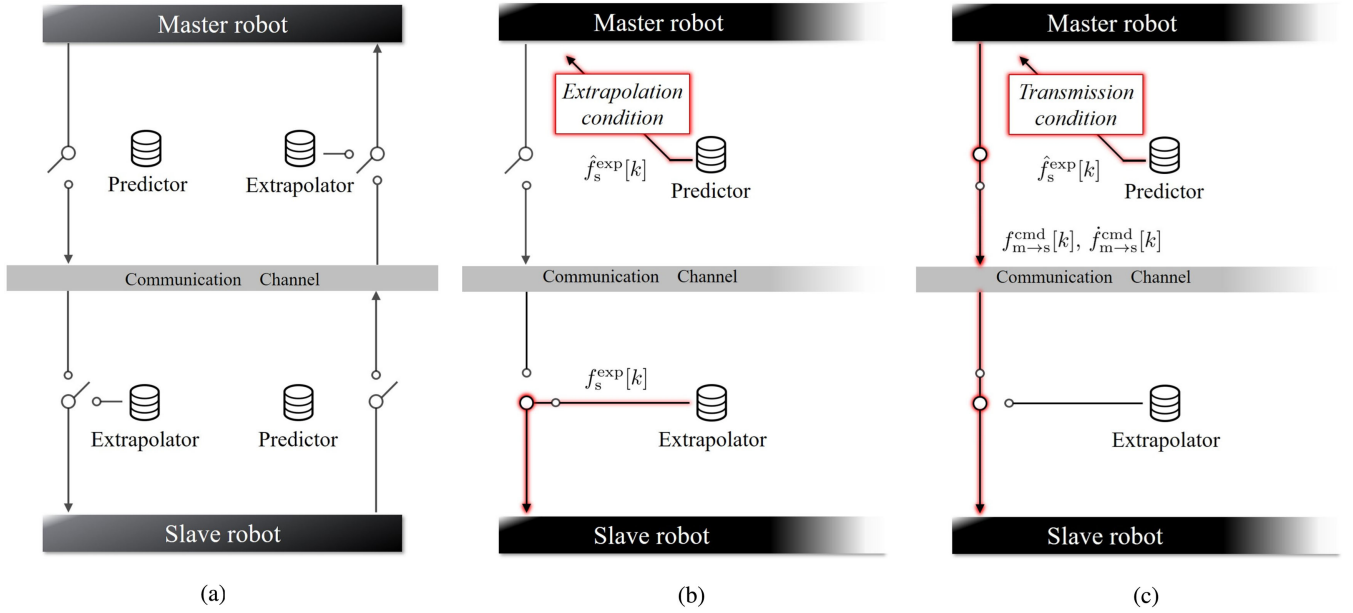 Master robot
Predictor
Extrapolator
Communication Channel
Extrapolator
Predictor
Slave robot
(a)
Master robot
Extrapolation
condition
f̂ₛᵉˣᵖ[k]
Predictor
Communication Channel
fₛᵉˣᵖ[k]
Extrapolator
Slave robot
(b)
Master robot
Transmission
condition
f̂ₛᵉˣᵖ[k]
Predictor
f_{m→s}^{cmd}[k], ḟ_{m→s}^{cmd}[k]
Communication Channel
Extrapolator
Slave robot
(c)